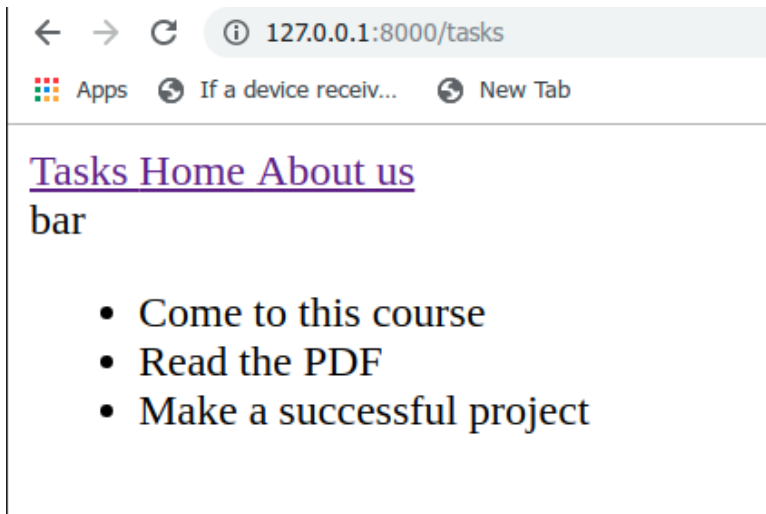 127.0.0.1:8000/tasks
Apps If a device receiv... New Tab
Tasks Home About us
bar
• Come to this course
• Read the PDF
• Make a successful project